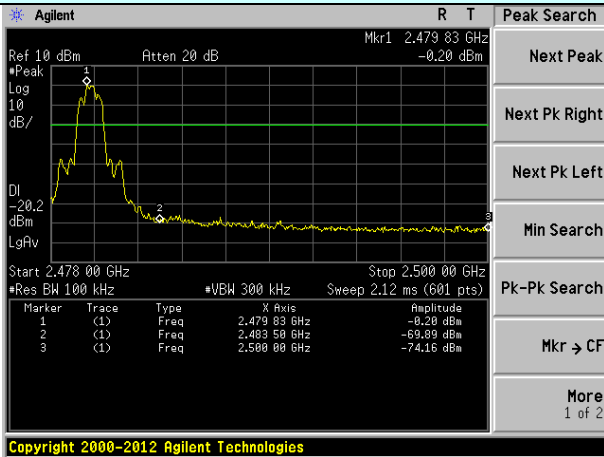 Agilent R T Peak Search
Mkr1 2.479 83 GHz
Ref 10 dBm Atten 20 dB -0.20 dBm
#Peak
Log
10
dB/
1
2
3
DI
-20.2
dBm
LgAv
Start 2.478 00 GHz Stop 2.500 00 GHz
#Res BW 100 kHz #VBW 300 kHz Sweep 2.12 ms (601 pts)
Marker Trace Type X Axis Amplitude
1 (1) Freq 2.479 83 GHz -0.20 dBm
2 (1) Freq 2.483 50 GHz -69.89 dBm
3 (1) Freq 2.500 00 GHz -74.16 dBm
Copyright 2000-2012 Agilent Technologies
Next Peak
Next Pk Right
Next Pk Left
Min Search
Pk-Pk Search
Mkr → CF
More
1 of 2